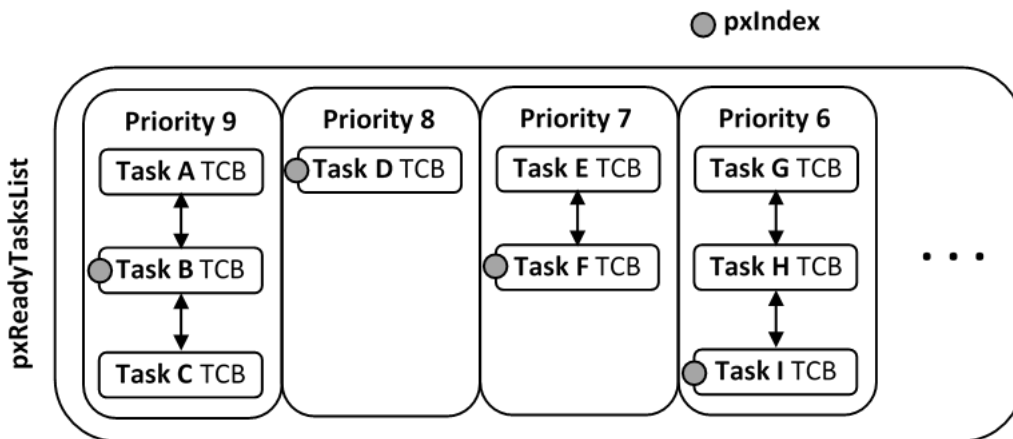 pxIndex
pxReadyTasksList
Priority 9
Task A TCB
Task B TCB
Task C TCB
Priority 8
Task D TCB
Priority 7
Task E TCB
Task F TCB
Priority 6
Task G TCB
Task H TCB
Task I TCB
. . .